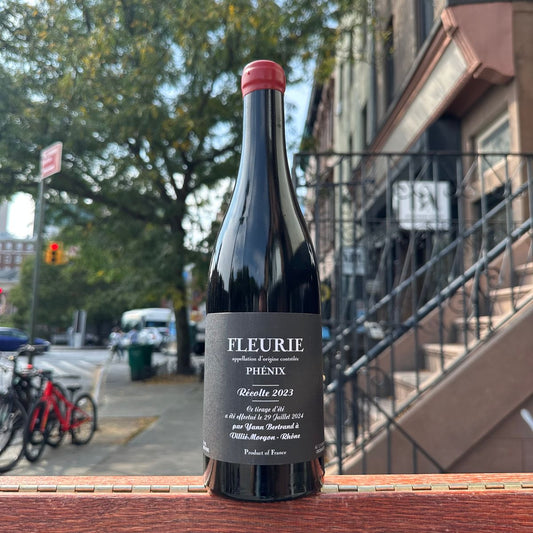 FLEURIE
appellation d'origine contrôlée
PHÉNIX
Récolte 2023
Ce tirage d'été
a été effectué le 29 Juillet 2024
par Yann Bertrand à
Villié-Morgon - Rhône
Product of France